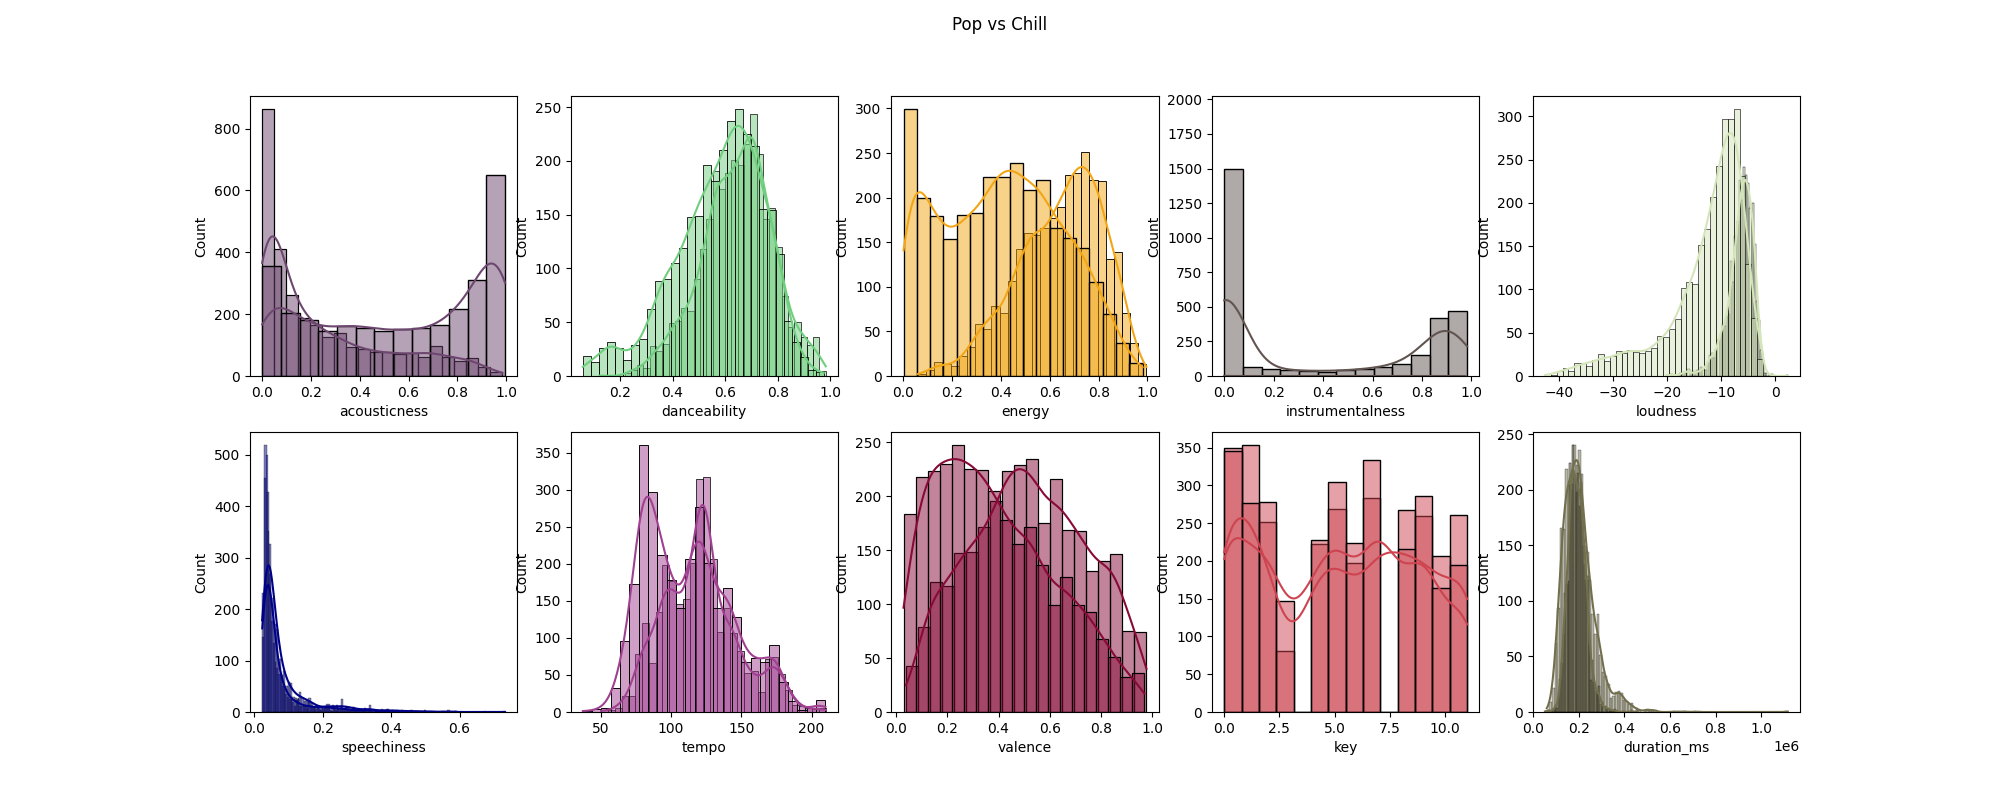 Pop vs Chill
Count
0
200
400
600
800
0.0 0.2 0.4 0.6 0.8 1.0
acousticness
Count
0
50
100
150
200
250
0.2 0.4 0.6 0.8 1.0
danceability
Count
0
50
100
150
200
250
300
0.0 0.2 0.4 0.6 0.8 1.0
energy
Count
0
250
500
750
1000
1250
1500
1750
2000
0.0 0.2 0.4 0.6 0.8 1.0
instrumentalness
Count
0
50
100
150
200
250
300
−40 −30 −20 −10 0
loudness
Count
0
100
200
300
400
500
0.0 0.2 0.4 0.6
speechiness
Count
0
50
100
150
200
250
300
350
50 100 150 200
tempo
Count
0
50
100
150
200
250
0.0 0.2 0.4 0.6 0.8 1.0
valence
Count
0
50
100
150
200
250
300
350
0.0 2.5 5.0 7.5 10.0
key
Count
0
50
100
150
200
250
0.0 0.2 0.4 0.6 0.8 1.0
1e6
duration_ms